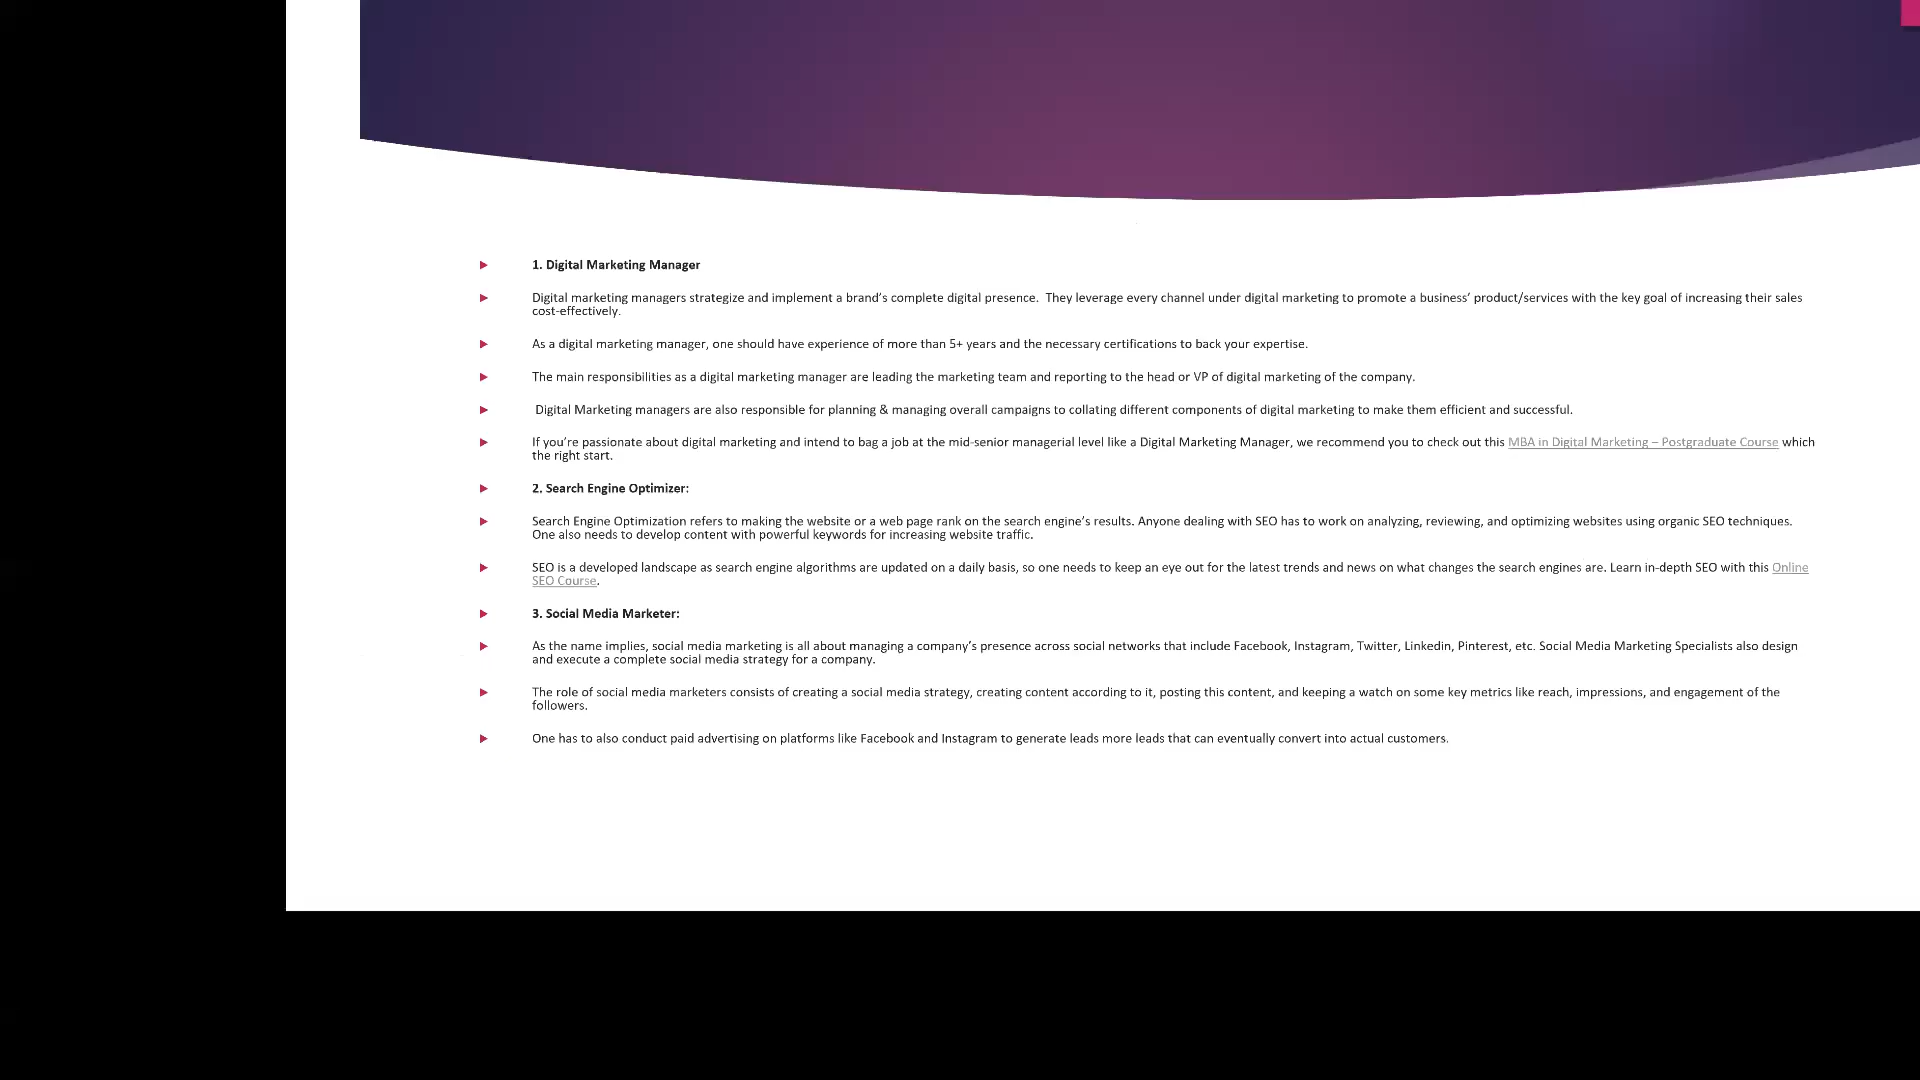 1. Digital Marketing Manager
Digital marketing managers strategize and implement a brand’s complete digital presence.  They leverage every channel under digital marketing to promote a business’ product/services with the key goal of increasing their sales
cost-effectively.
As a digital marketing manager, one should have experience of more than 5+ years and the necessary certifications to back your expertise.
The main responsibilities as a digital marketing manager are leading the marketing team and reporting to the head or VP of digital marketing of the company.
Digital Marketing managers are also responsible for planning & managing overall campaigns to collating different components of digital marketing to make them efficient and successful.
If you’re passionate about digital marketing and intend to bag a job at the mid-senior managerial level like a Digital Marketing Manager, we recommend you to check out this MBA in Digital Marketing – Postgraduate Course which
the right start.
2. Search Engine Optimizer:
Search Engine Optimization refers to making the website or a web page rank on the search engine’s results. Anyone dealing with SEO has to work on analyzing, reviewing, and optimizing websites using organic SEO techniques.
One also needs to develop content with powerful keywords for increasing website traffic.
SEO is a developed landscape as search engine algorithms are updated on a daily basis, so one needs to keep an eye out for the latest trends and news on what changes the search engines are. Learn in-depth SEO with this Online
SEO Course.
3. Social Media Marketer:
As the name implies, social media marketing is all about managing a company’s presence across social networks that include Facebook, Instagram, Twitter, Linkedin, Pinterest, etc. Social Media Marketing Specialists also design
and execute a complete social media strategy for a company.
The role of social media marketers consists of creating a social media strategy, creating content according to it, posting this content, and keeping a watch on some key metrics like reach, impressions, and engagement of the
followers.
One has to also conduct paid advertising on platforms like Facebook and Instagram to generate leads more leads that can eventually convert into actual customers.